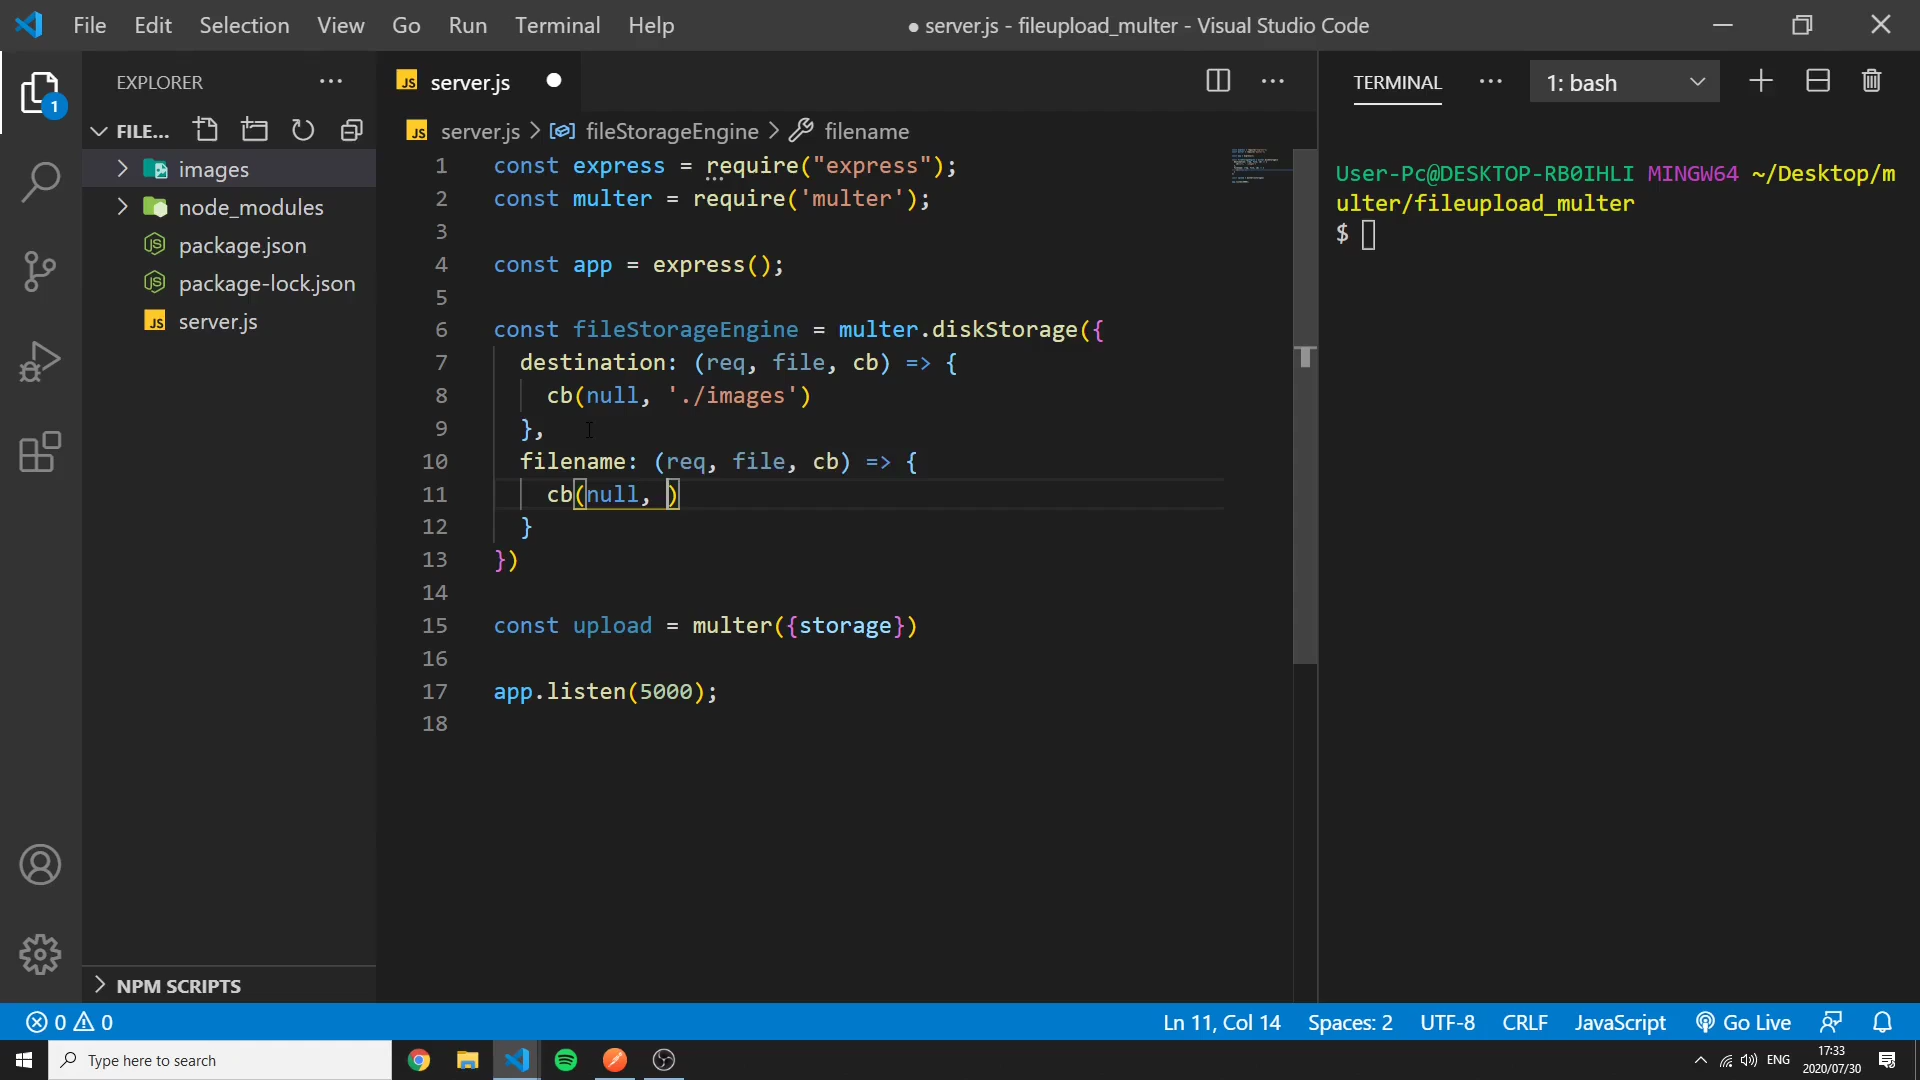 File Edit Selection View Go Run Terminal Help
● server.js - fileupload_multer - Visual Studio Code
EXPLORER
FILE...
images
node_modules
package.json
package-lock.json
server.js
NPM SCRIPTS
JS server.js
JS server.js > fileStorageEngine > filename
1 const express = require("express");
2 const multer = require('multer');
3
4 const app = express();
5
6 const fileStorageEngine = multer.diskStorage({
7 destination: (req, file, cb) => {
8 cb(null, './images')
9 },
10 filename: (req, file, cb) => {
11 cb(null, )
12 }
13 })
14
15 const upload = multer({storage})
16
17 app.listen(5000);
18
TERMINAL
1: bash
User-Pc@DESKTOP-RB0IHLI MINGW64 ~/Desktop/m
ulter/fileupload_multer
$
1
0 0
Ln 11, Col 14 Spaces: 2 UTF-8 CRLF JavaScript Go Live
Type here to search
ENG
17:33
2020/07/30